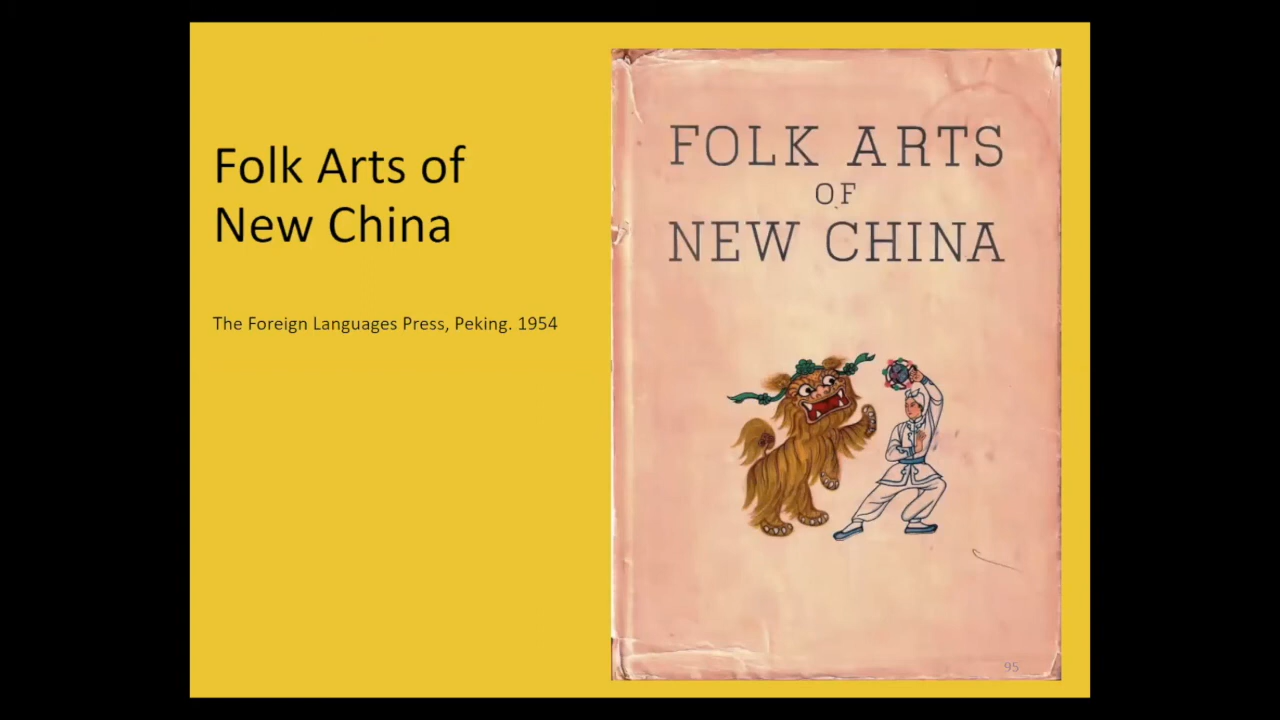 Folk Arts of
New China
The Foreign Languages Press, Peking. 1954
FOLK ARTS
OF
NEW CHINA
95